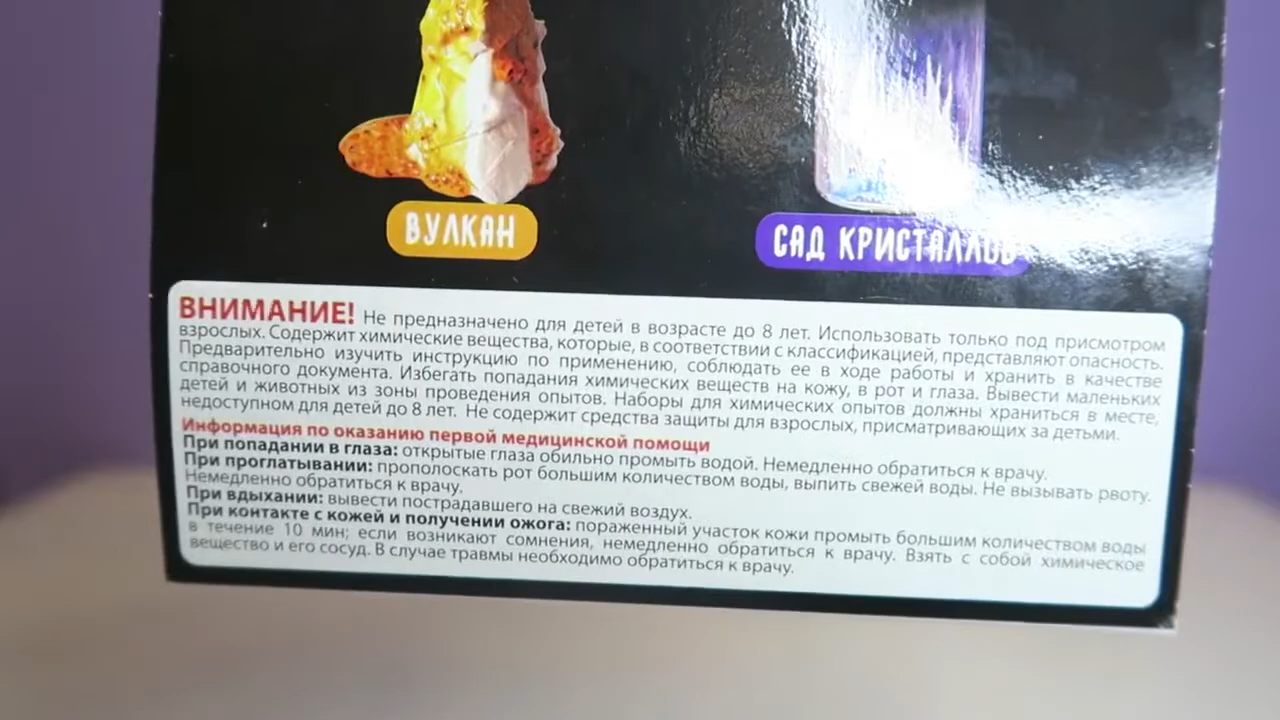 ВУЛКАН
САД КРИСТАЛЛОВ
ВНИМАНИЕ! Не предназначено для детей в возрасте до 8 лет. Использовать только под присмотром
взрослых. Содержит химические вещества, которые, в соответствии с классификацией, представляют опасность.
Предварительно изучить инструкцию по применению, соблюдать ее в ходе работы и хранить в качестве
справочного документа. Избегать попадания химических веществ на кожу, в рот и глаза. Вывести маленьких
детей и животных из зоны проведения опытов. Наборы для химических опытов должны храниться в месте,
недоступном для детей до 8 лет. Не содержит средства защиты для взрослых, присматривающих за детьми.
Информация по оказанию первой медицинской помощи
При попадании в глаза: открытые глаза обильно промыть водой. Немедленно обратиться к врачу.
При проглатывании: прополоскать рот большим количеством воды, выпить свежей воды. Не вызывать рвоту.
Немедленно обратиться к врачу.
При вдыхании: вывести пострадавшего на свежий воздух.
При контакте с кожей и получении ожога: пораженный участок кожи промыть большим количеством воды
в течение 10 мин; если возникают сомнения, немедленно обратиться к врачу. Взять с собой химическое
вещество и его сосуд. В случае травмы необходимо обратиться к врачу.